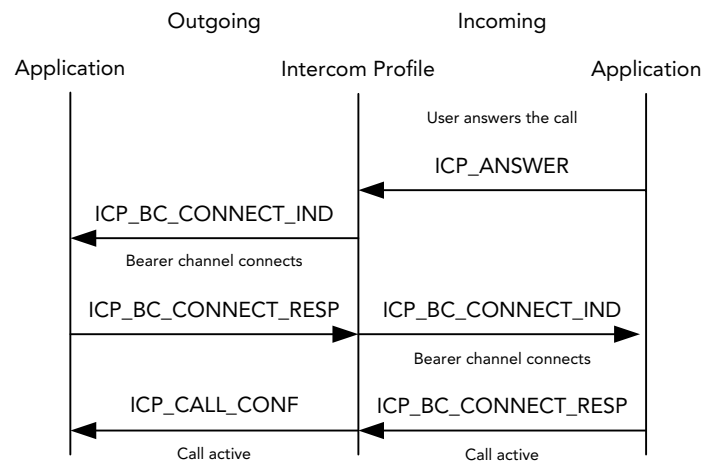 Outgoing Incoming
Application Intercom Profile Application
User answers the call
ICP_ANSWER
ICP_BC_CONNECT_IND
Bearer channel connects
ICP_BC_CONNECT_RESP ICP_BC_CONNECT_IND
Bearer channel connects
ICP_CALL_CONF ICP_BC_CONNECT_RESP
Call active Call active